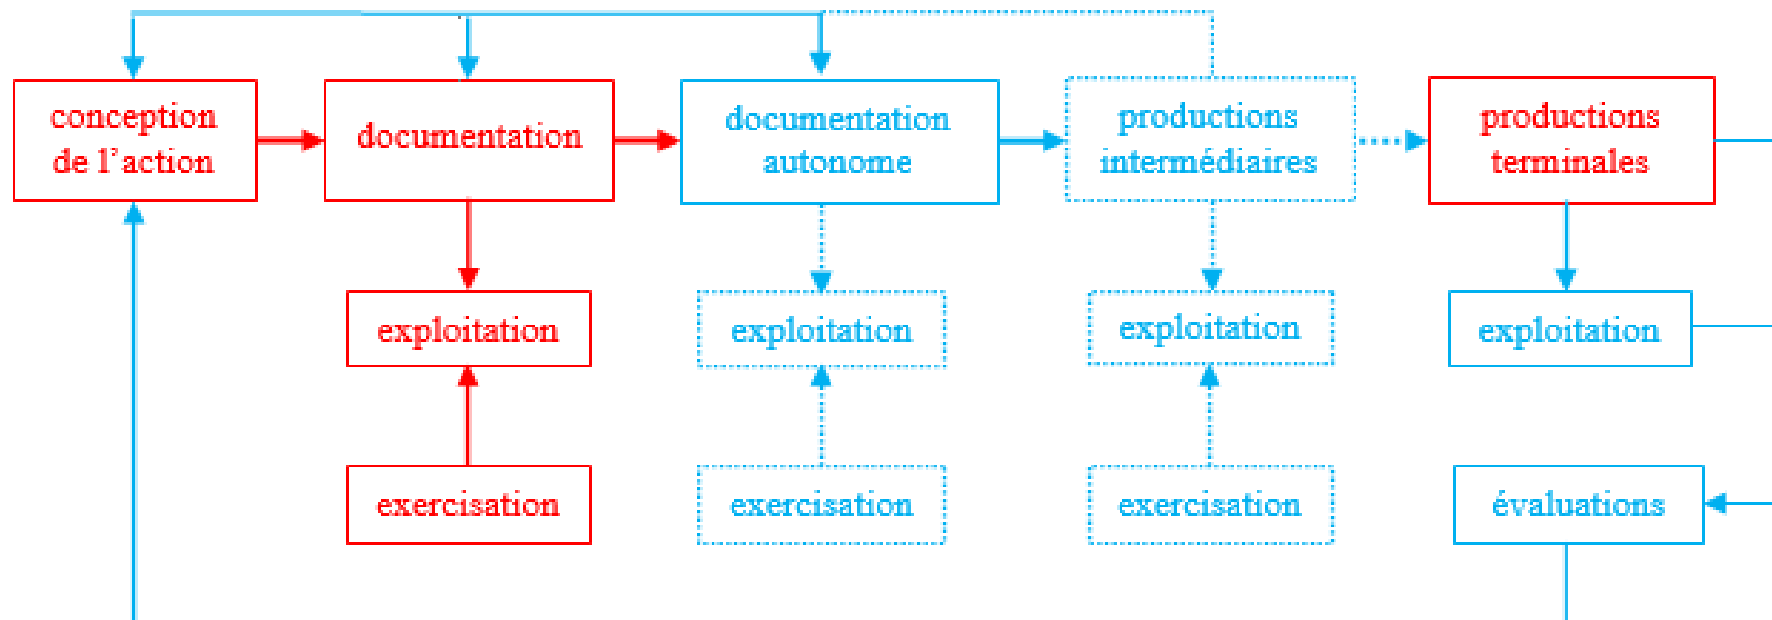 conception
de l'action
documentation
documentation
autonome
productions
intermédiaires
productions
terminales
exploitation
exploitation
exploitation
exploitation
exercisation
exercisation
exercisation
évaluations